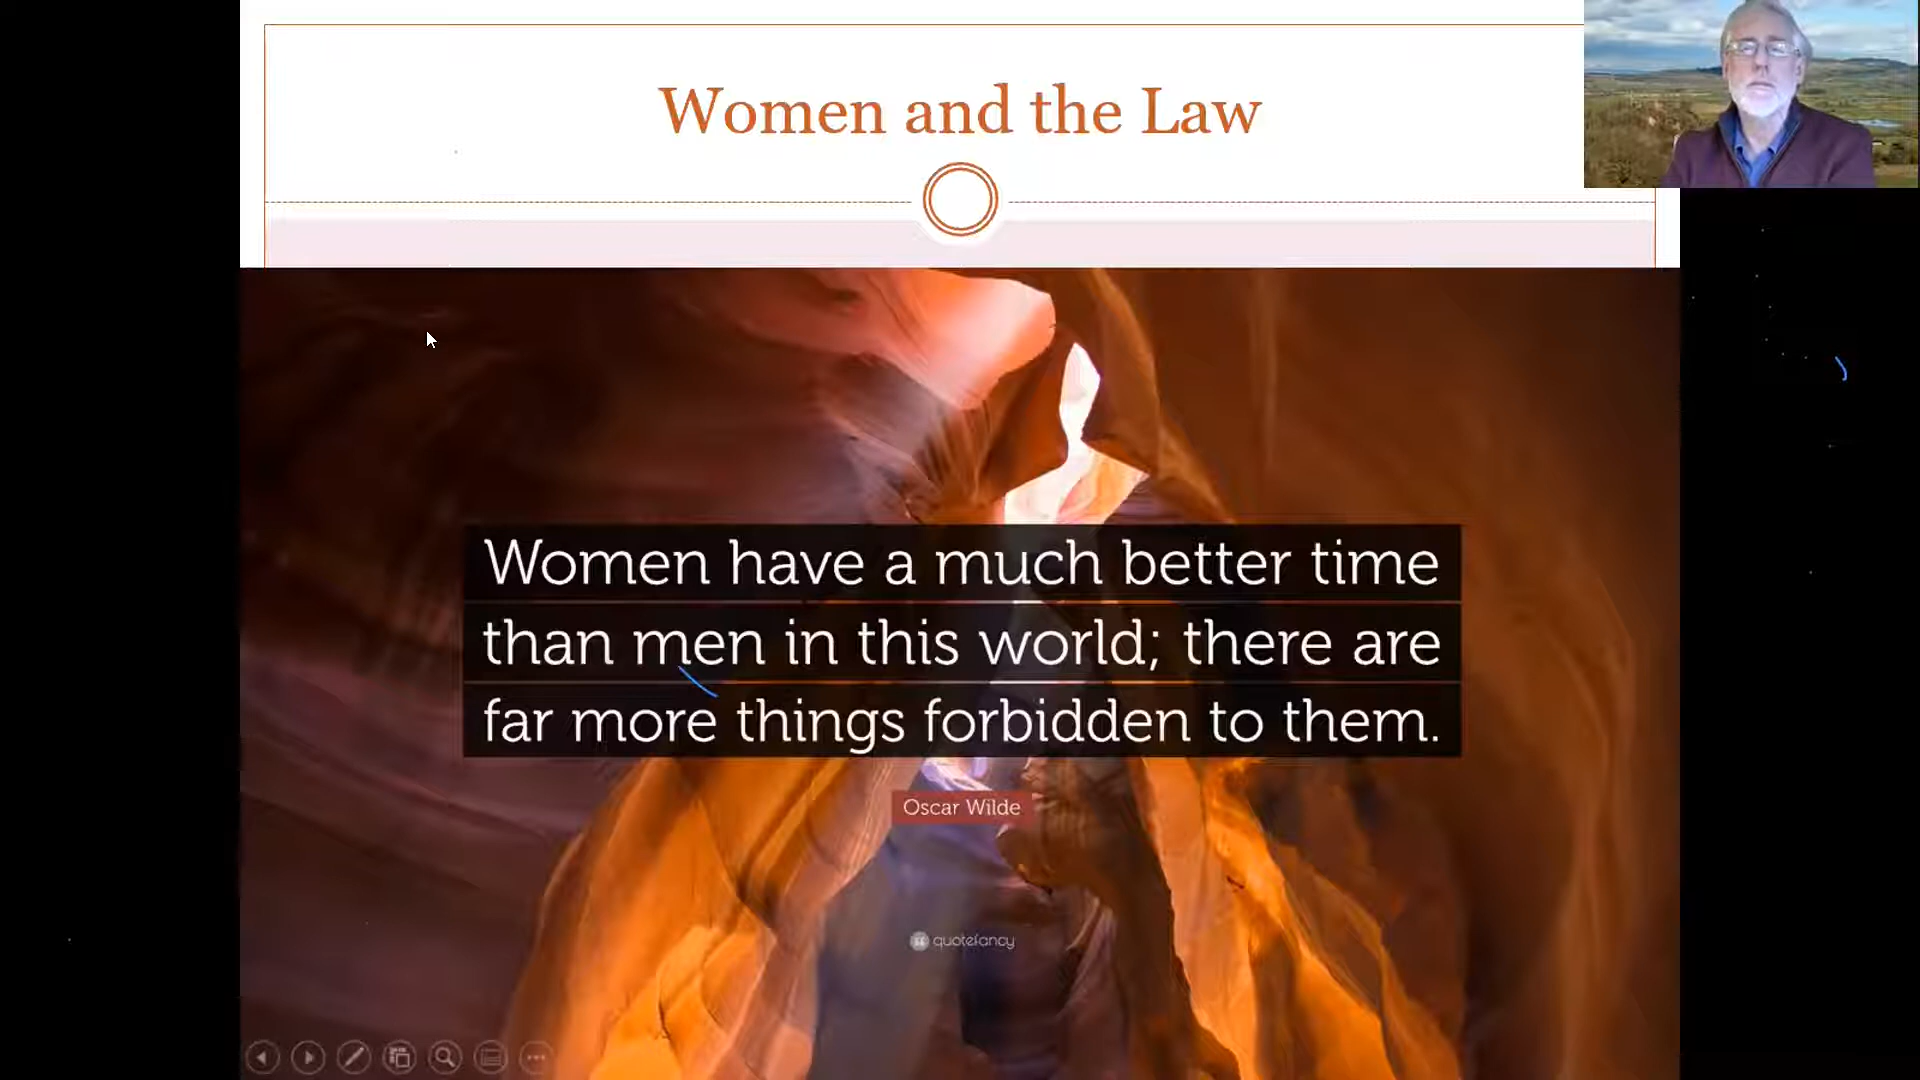 Women and the Law
Women have a much better time
than men in this world; there are
far more things forbidden to them.
Oscar Wilde
quotefancy